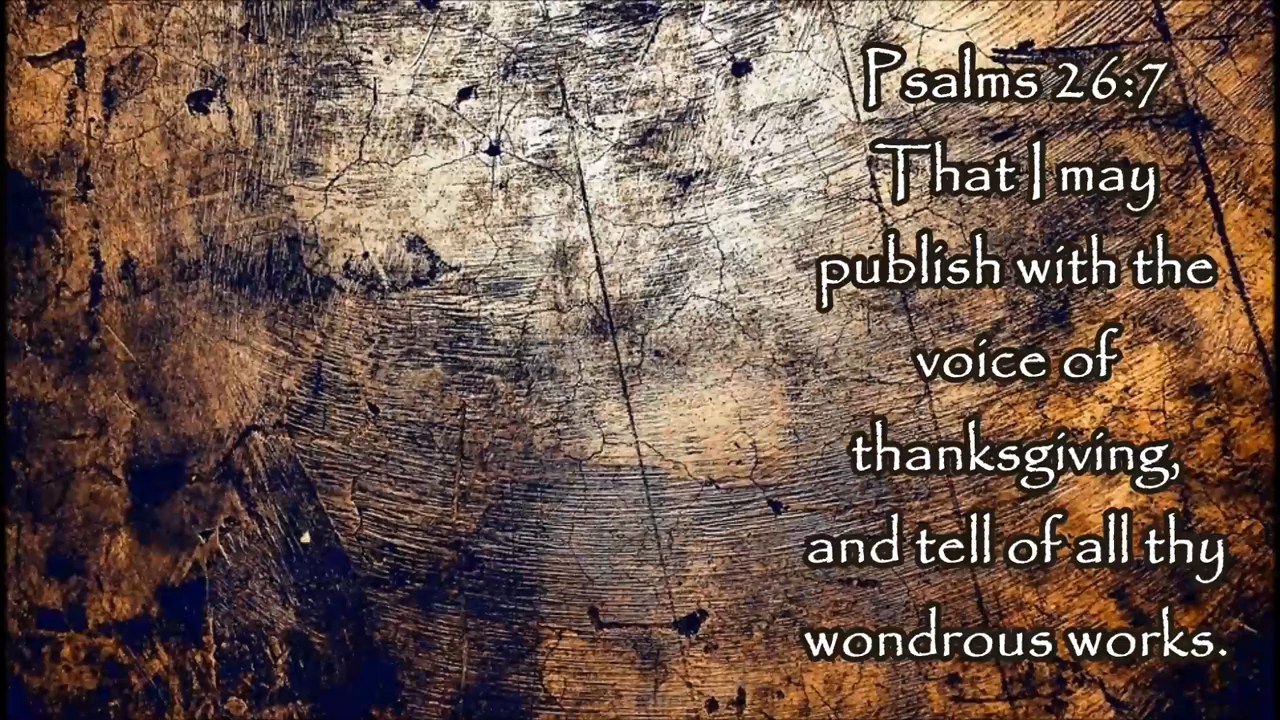 Psalms 26:7
That I may
publish with the
voice of
thanksgiving,
and tell of all thy
wondrous works.